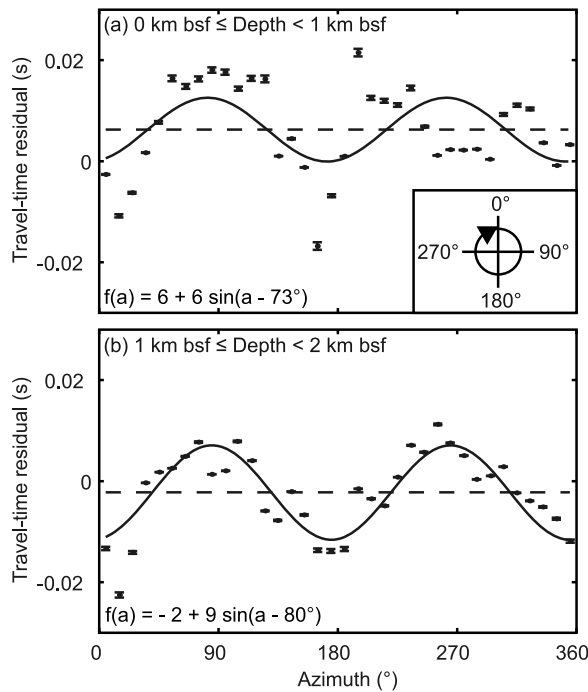 (a) 0 km bsf ≤ Depth < 1 km bsf
0.02
0
-0.02
Travel-time residual (s)
f(a) = 6 + 6 sin(a - 73°)
0°
270°
90°
180°
(b) 1 km bsf ≤ Depth < 2 km bsf
0.02
0
-0.02
Travel-time residual (s)
f(a) = - 2 + 9 sin(a - 80°)
0 90 180 270 360
Azimuth (°)